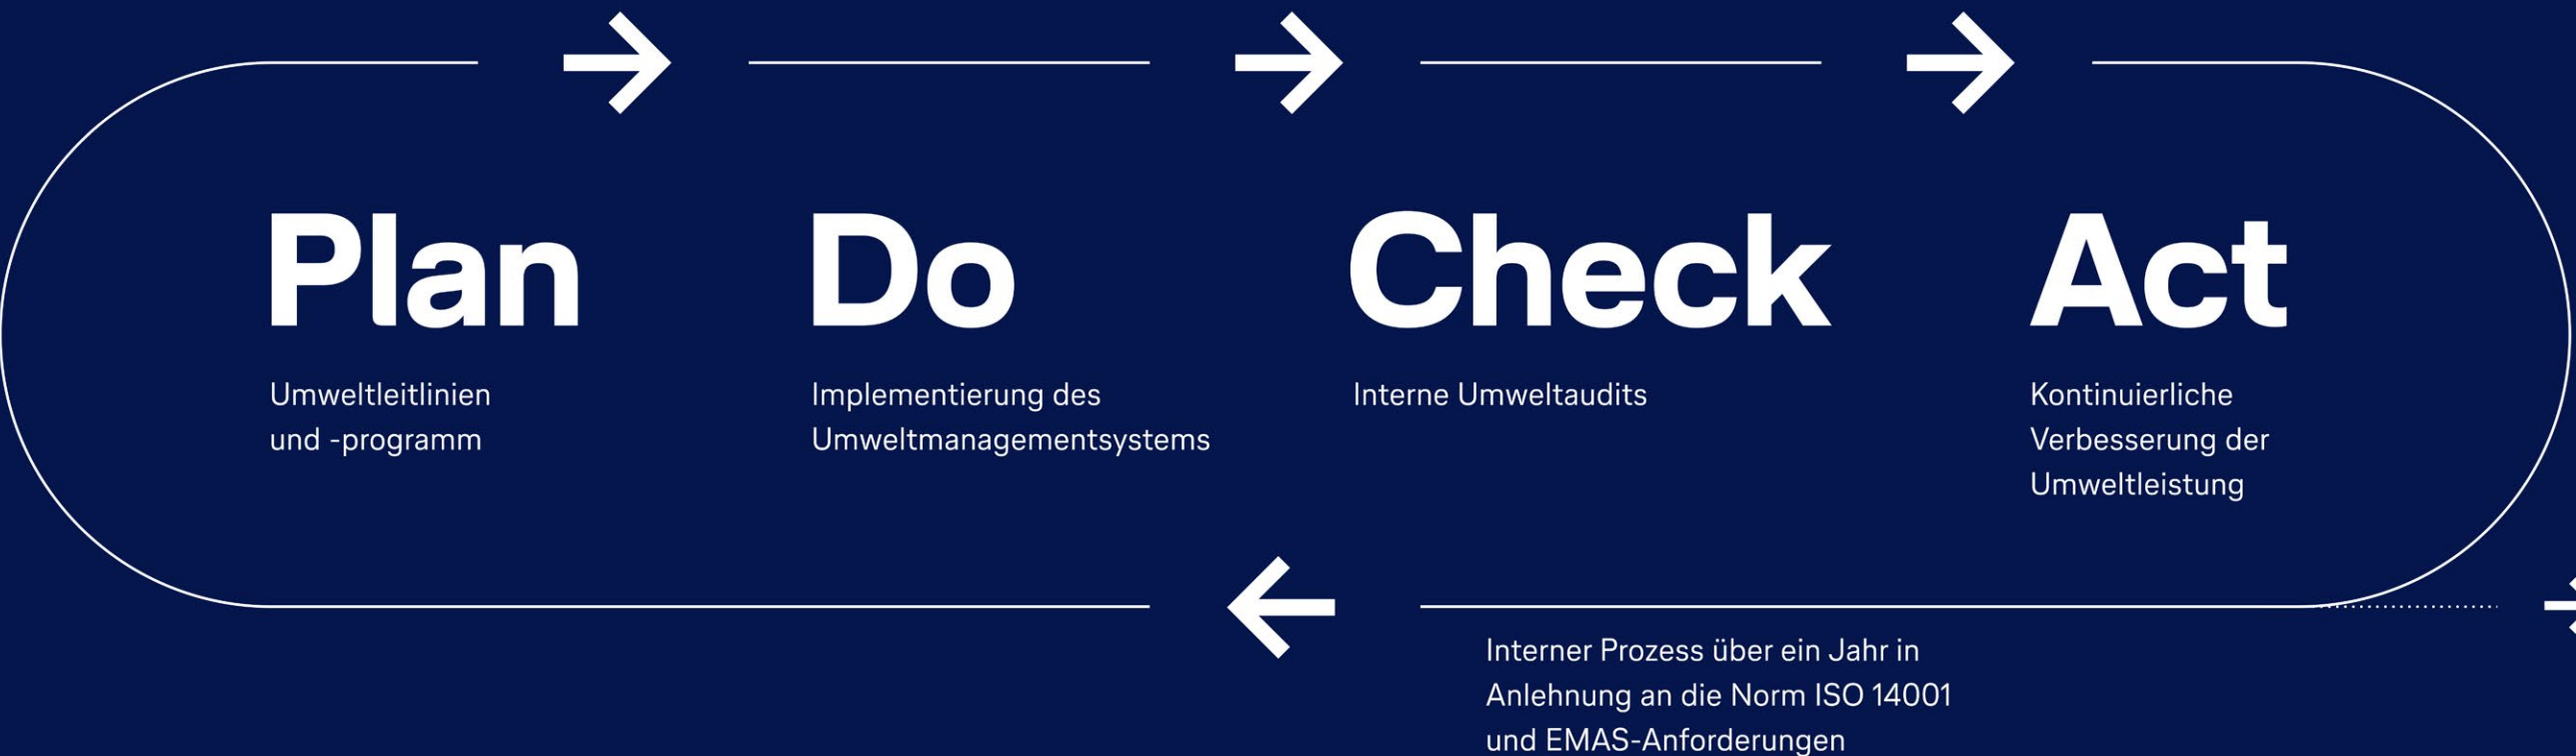 Plan
Umweltleitlinien
und -programm
Do
Implementierung des
Umweltmanagementsystems
Check
Interne Umweltaudits
Act
Kontinuierliche
Verbesserung der
Umweltleistung
Interner Prozess über ein Jahr in
Anlehnung an die Norm ISO 14001
und EMAS-Anforderungen